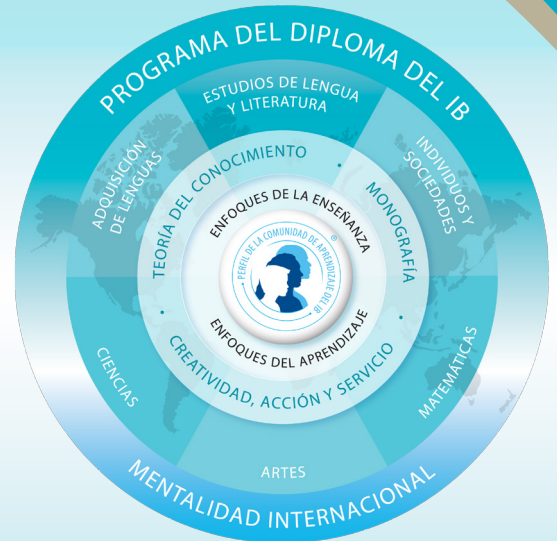 PROGRAMA DEL DIPLOMA DEL IB
ESTUDIOS DE LENGUA
Y LITERATURA
ADQUISICIÓN
DE LENGUAS
INDIVIDUOS Y
SOCIEDADES
TEORÍA DEL CONOCIMIENTO
MONOGRAFÍA
ENFOQUES DE LA ENSEÑANZA
PERFIL DE LA COMUNIDAD DE APRENDIZAJE DEL IB
®
ENFOQUES DEL APRENDIZAJE
CREATIVIDAD, ACCIÓN Y SERVICIO
CIENCIAS
MATEMÁTICAS
ARTES
MENTALIDAD INTERNACIONAL